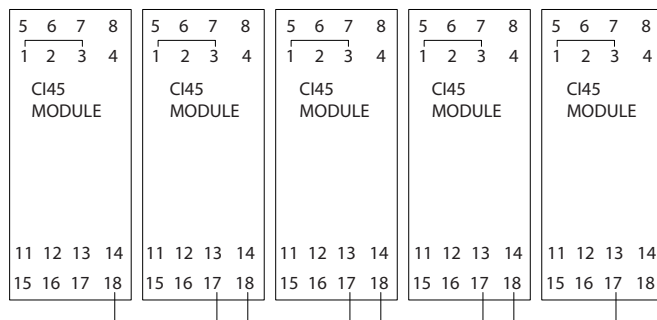 5 6 7 8 5 6 7 8 5 6 7 8 5 6 7 8 5 6 7 8
1 2 3 4 1 2 3 4 1 2 3 4 1 2 3 4 1 2 3 4
CI45 CI45 CI45 CI45 CI45
MODULE MODULE MODULE MODULE MODULE
11 12 13 14 11 12 13 14 11 12 13 14 11 12 13 14 11 12 13 14
15 16 17 18 15 16 17 18 15 16 17 18 15 16 17 18 15 16 17 18